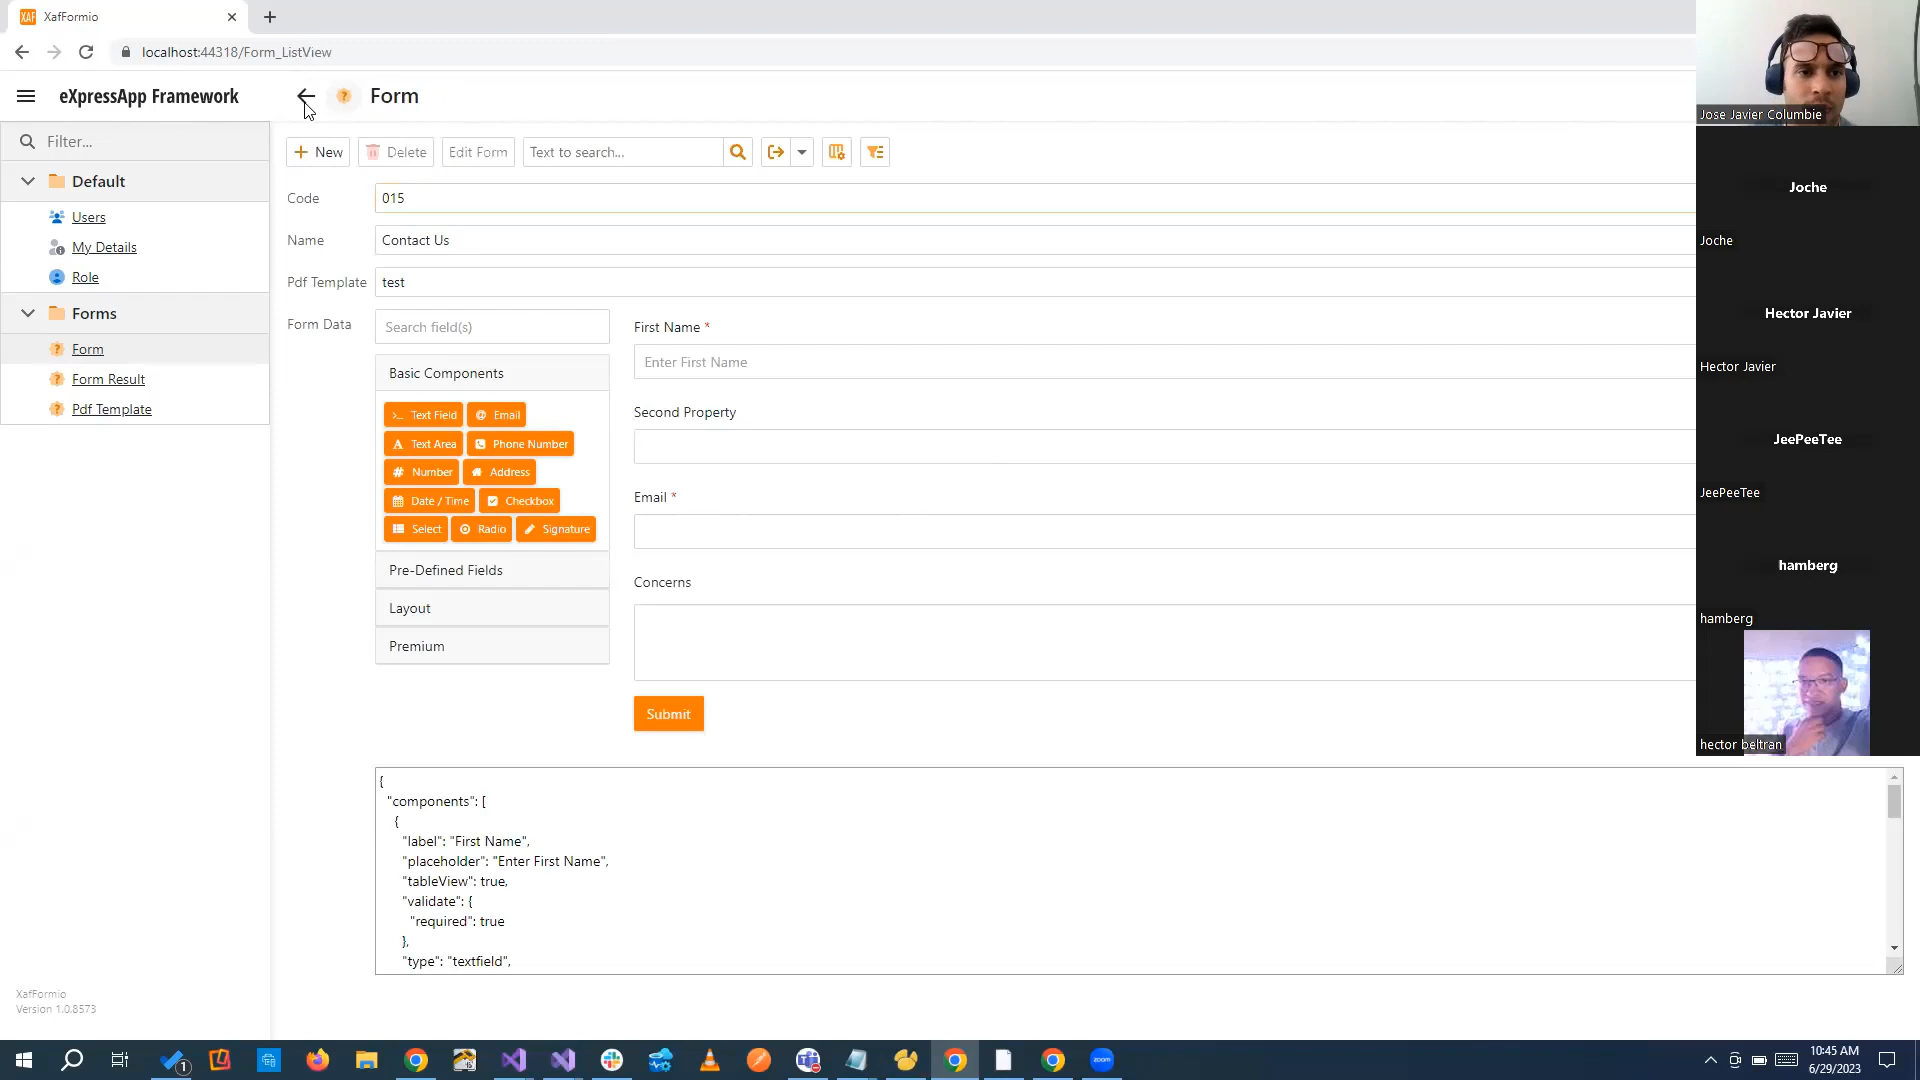 XAF XafFormio
localhost:44318/Form_ListView
eXpressApp Framework
Form
Filter...
New
Delete
Edit Form
Text to search...
Default
Users
My Details
Role
Forms
Form
Form Result
Pdf Template
Code
015
Name
Contact Us
Pdf Template
test
Form Data
Search field(s)
Basic Components
Text Field
Email
Text Area
Phone Number
Number
Address
Date / Time
Checkbox
Select
Radio
Signature
Pre-Defined Fields
Layout
Premium
First Name *
Enter First Name
Second Property
Email *
Concerns
Submit
{
"components": [
{
"label": "First Name",
"placeholder": "Enter First Name",
"tableView": true,
"validate": {
"required": true
},
"type": "textfield",
XafFormio
Version 1.0.8573
Jose Javier Columbie
Joche
Joche
Hector Javier
Hector Javier
JeePeeTee
JeePeeTee
hamberg
hamberg
hector beltran
1
zoom
10:45 AM
6/29/2023